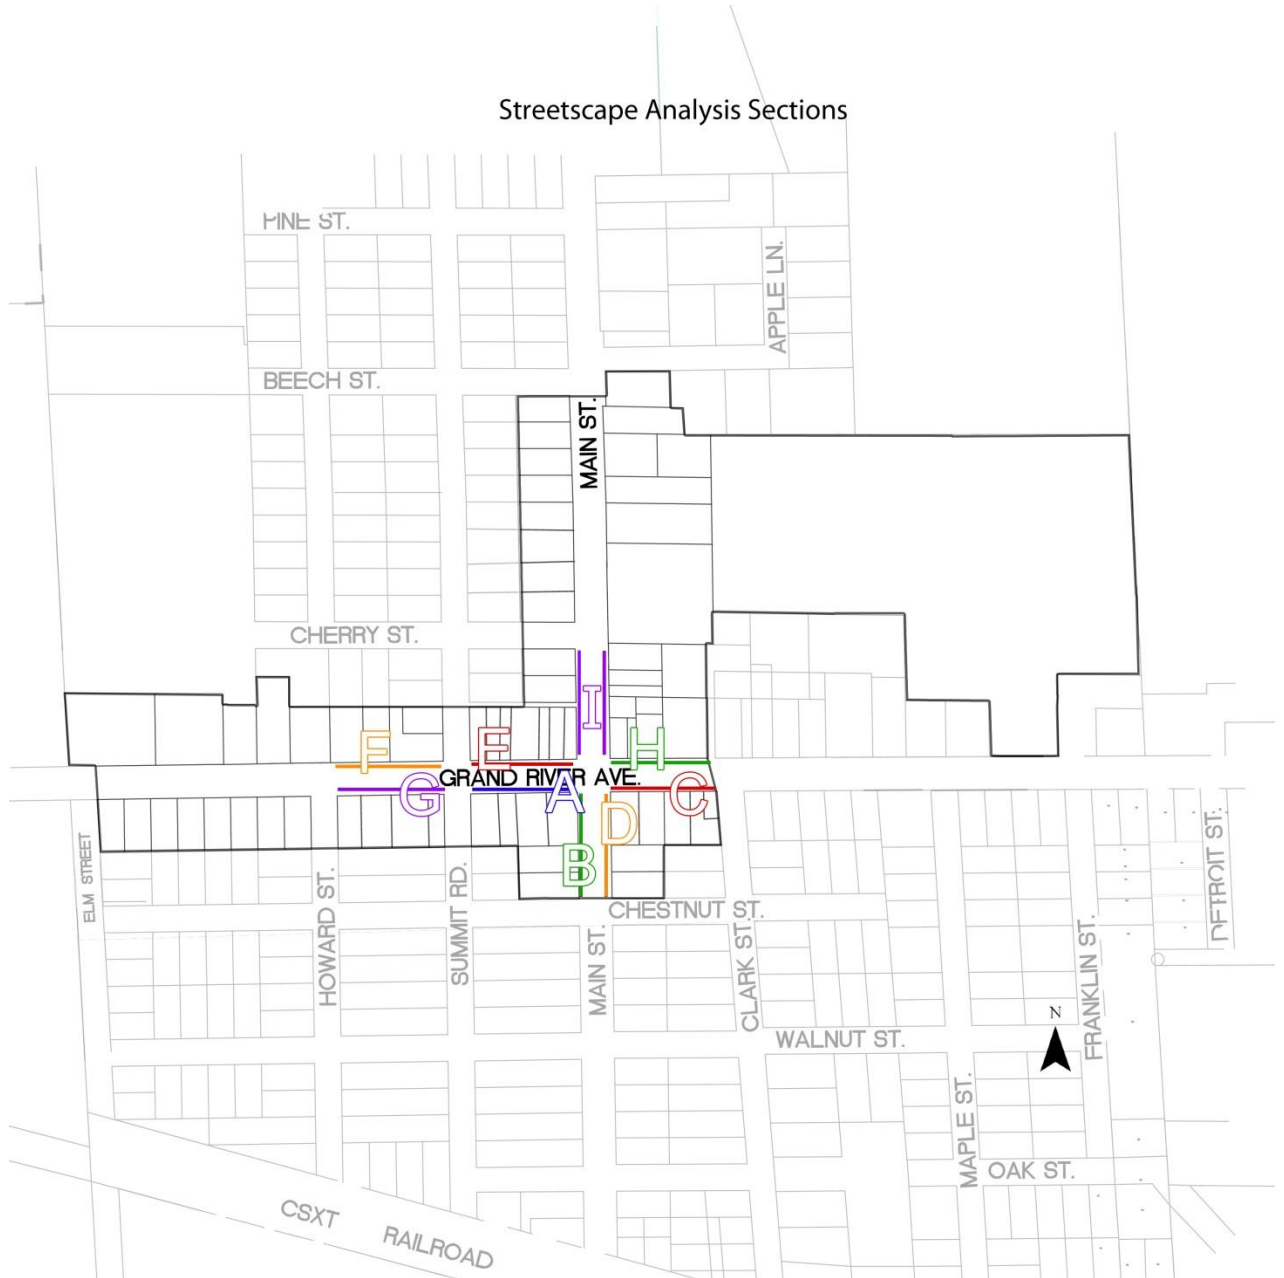 Streetscape Analysis Sections
PINE ST.
APPLE LN.
BEECH ST.
MAIN ST.
CHERRY ST.
I
F
E
H
GRAND RIVER AVE.
G
A
C
D
B
ELM STREET
HOWARD ST.
SUMMIT RD.
MAIN ST.
CHESTNUT ST.
CLARK ST.
DETROIT ST.
FRANKLIN ST.
N
WALNUT ST.
MAPLE ST.
OAK ST.
CSXT RAILROAD